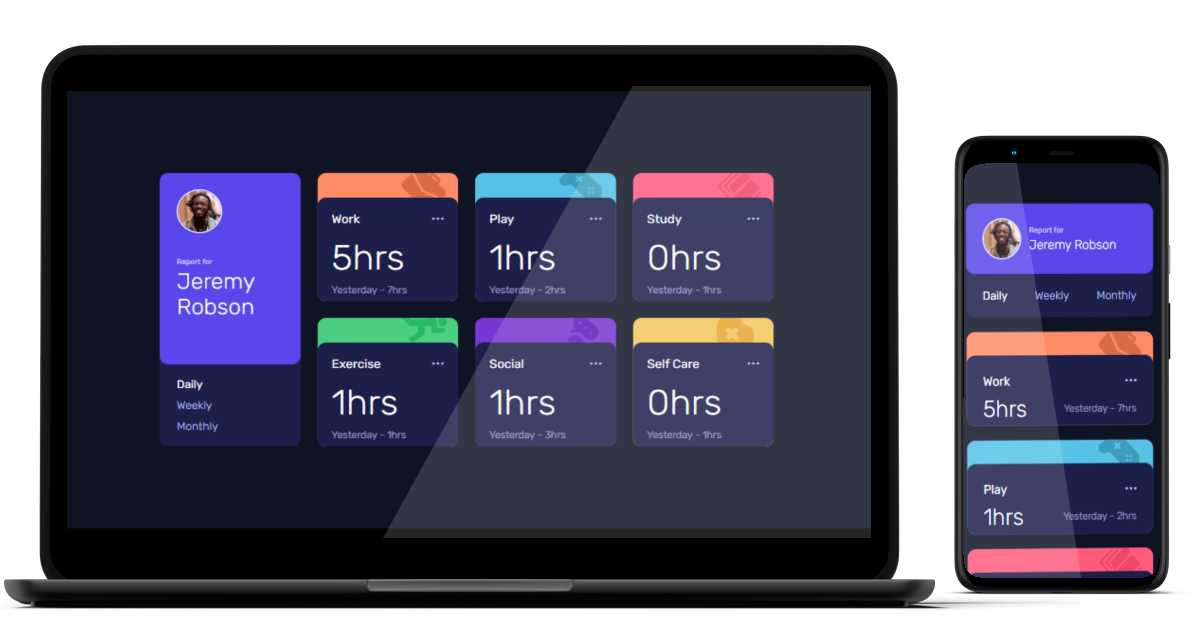 Report for
Jeremy
Robson
Daily
Weekly
Monthly
Work
5hrs
Yesterday - 7hrs
Play
1hrs
Yesterday - 2hrs
Study
0hrs
Yesterday - 1hrs
Exercise
1hrs
Yesterday - 1hrs
Social
1hrs
Yesterday - 3hrs
Self Care
0hrs
Yesterday - 1hrs
Report for
Jeremy Robson
Daily Weekly Monthly
Work
5hrs Yesterday - 7hrs
Play
1hrs Yesterday - 2hrs